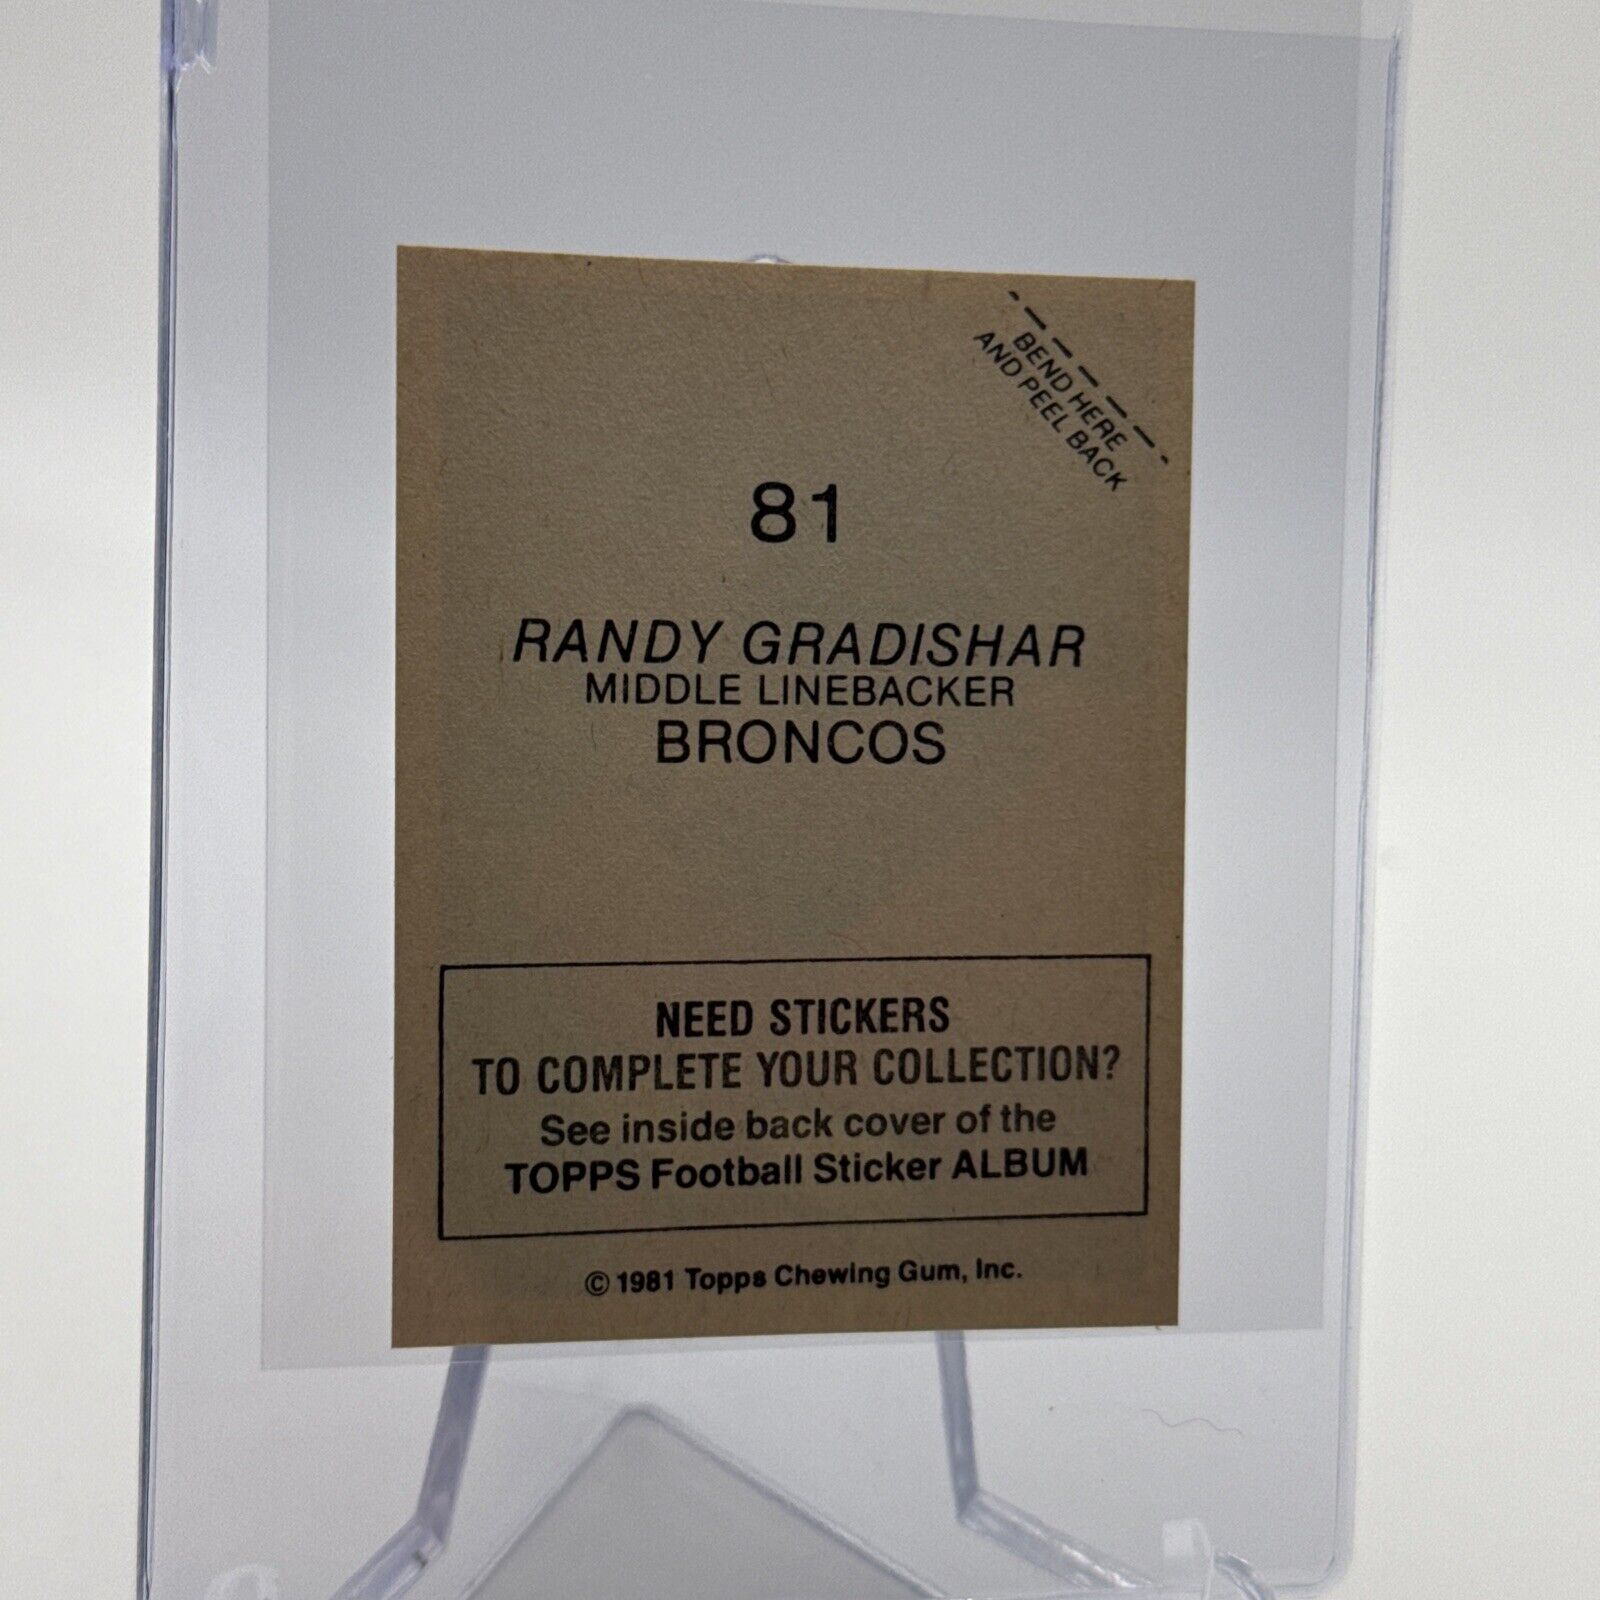 BEND HERE
AND PEEL BACK
81
RANDY GRADISHAR
MIDDLE LINEBACKER
BRONCOS
NEED STICKERS
TO COMPLETE YOUR COLLECTION?
See inside back cover of the
TOPPS Football Sticker ALBUM
© 1981 Topps Chewing Gum, Inc.